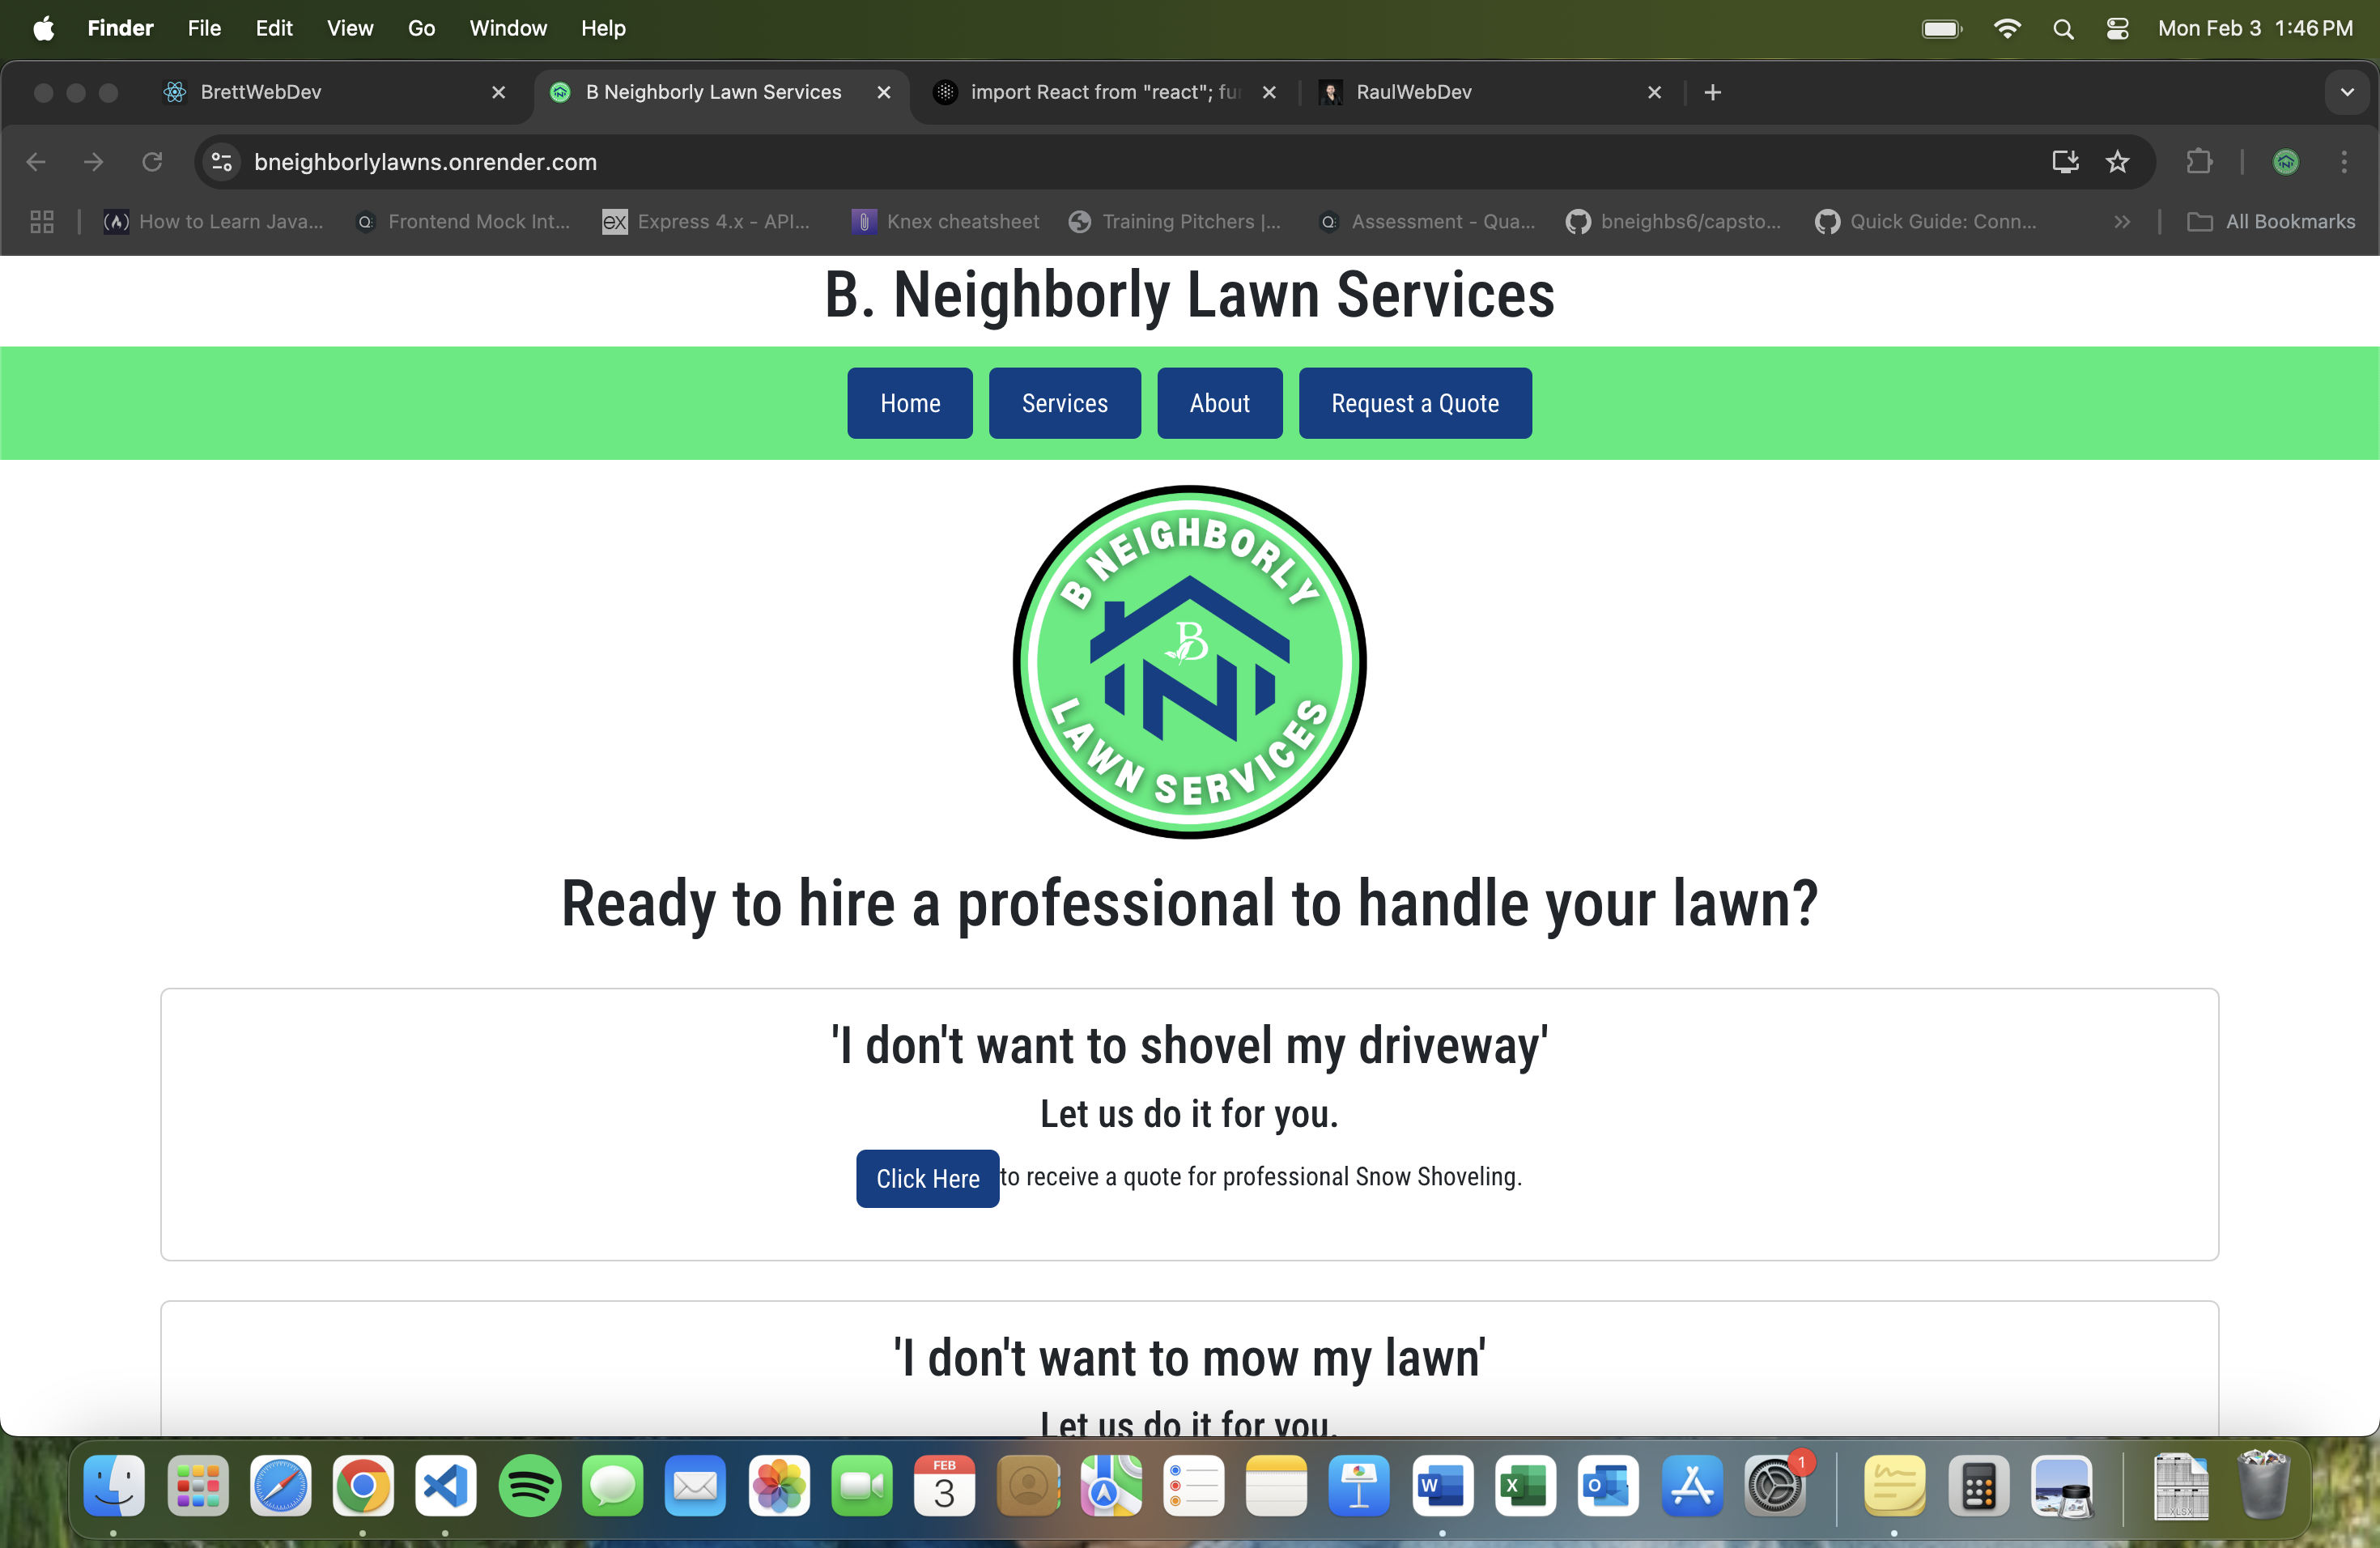 Finder File Edit View Go Window Help Mon Feb 3 1:46 PM
BrettWebDev B Neighborly Lawn Services import React from "react"; fu RaulWebDev
bneighborlylawns.onrender.com
How to Learn Java... Frontend Mock Int... ex Express 4.x - API... Knex cheatsheet Training Pitchers |... Assessment - Qua... bneighbs6/capsto... Quick Guide: Conn... All Bookmarks
B. Neighborly Lawn Services
Home Services About Request a Quote
B NEIGHBORLY
B
N
LAWN SERVICES
Ready to hire a professional to handle your lawn?
'I don't want to shovel my driveway'
Let us do it for you.
Click Here to receive a quote for professional Snow Shoveling.
'I don't want to mow my lawn'
Let us do it for you.
FEB
3
W X O
1
XLSX